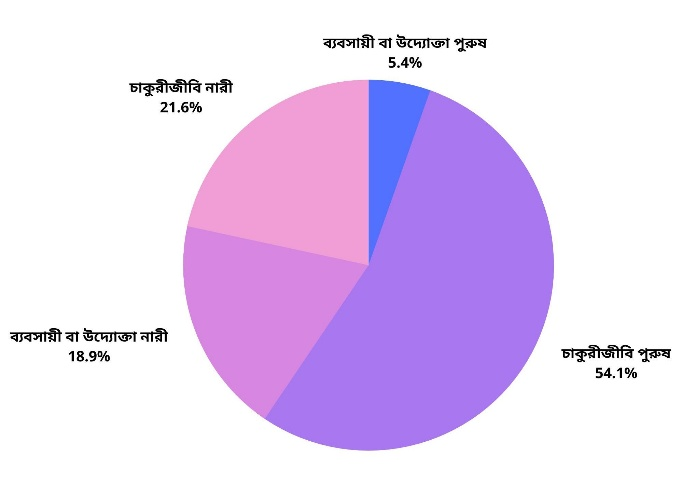 ব্যবসায়ী বা উদ্যোক্তা পুরুষ
5.4%
চাকুরীজীবি নারী
21.6%
ব্যবসায়ী বা উদ্যোক্তা নারী
18.9%
চাকুরীজীবি পুরুষ
54.1%